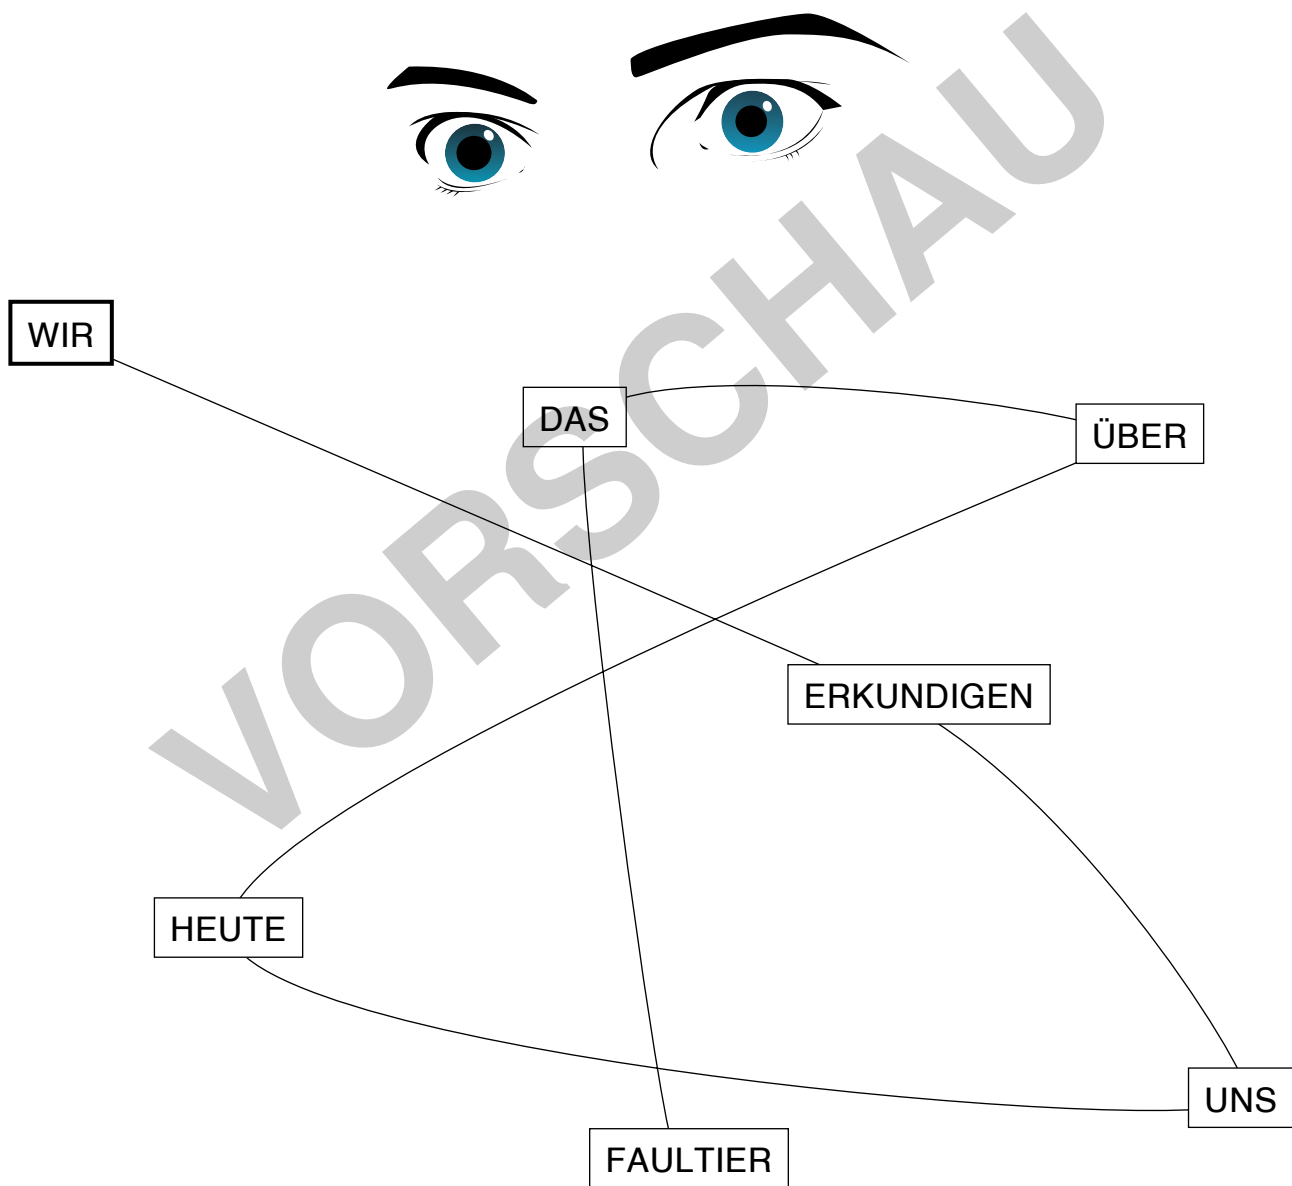 VORSCHAU
WIR
DAS
ÜBER
ERKUNDIGEN
HEUTE
UNS
FAULTIER